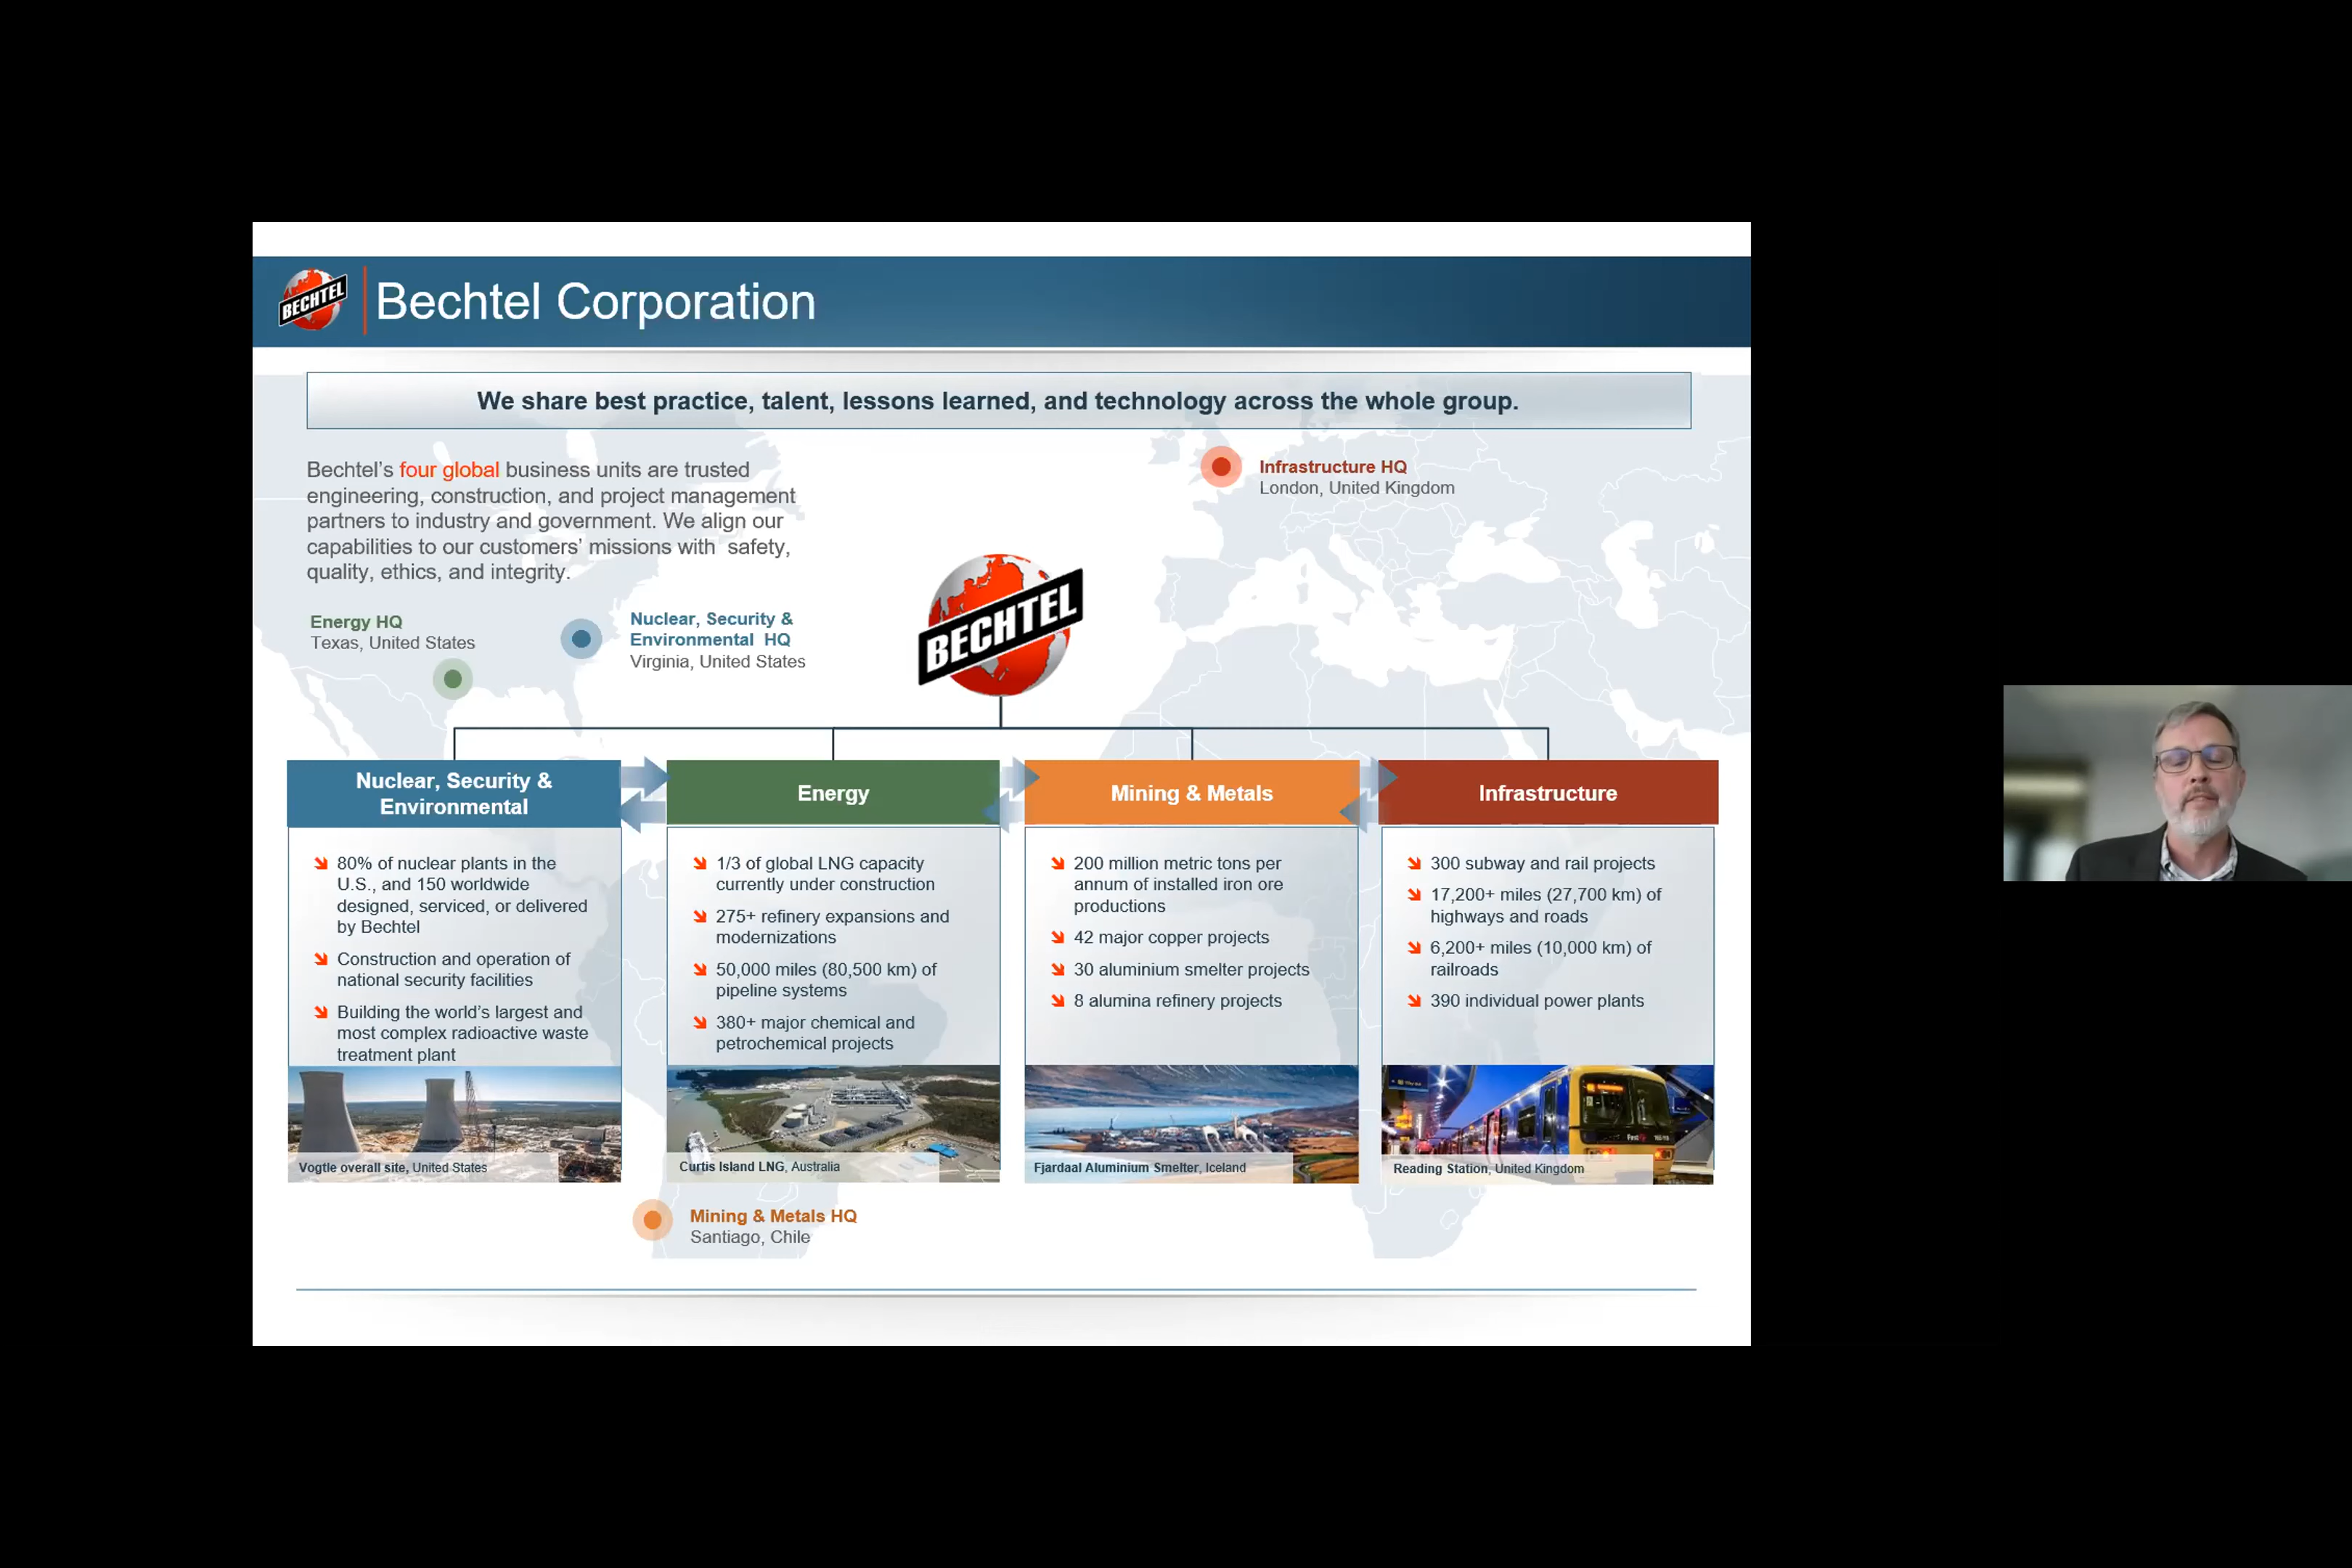 BECHTEL
Bechtel Corporation
We share best practice, talent, lessons learned, and technology across the whole group.
Bechtel's four global business units are trusted
engineering, construction, and project management
partners to industry and government. We align our
capabilities to our customers' missions with safety,
quality, ethics, and integrity.
Infrastructure HQ
London, United Kingdom
Energy HQ
Texas, United States
Nuclear, Security &
Environmental HQ
Virginia, United States
BECHTEL
Nuclear, Security &
Environmental
80% of nuclear plants in the
U.S., and 150 worldwide
designed, serviced, or delivered
by Bechtel
Construction and operation of
national security facilities
Building the world's largest and
most complex radioactive waste
treatment plant
Vogtle overall site, United States
Energy
1/3 of global LNG capacity
currently under construction
275+ refinery expansions and
modernizations
50,000 miles (80,500 km) of
pipeline systems
380+ major chemical and
petrochemical projects
Curtis Island LNG, Australia
Mining & Metals
200 million metric tons per
annum of installed iron ore
productions
42 major copper projects
30 aluminium smelter projects
8 alumina refinery projects
Fjardaal Aluminium Smelter, Iceland
Infrastructure
300 subway and rail projects
17,200+ miles (27,700 km) of
highways and roads
6,200+ miles (10,000 km) of
railroads
390 individual power plants
Reading Station, United Kingdom
Mining & Metals HQ
Santiago, Chile